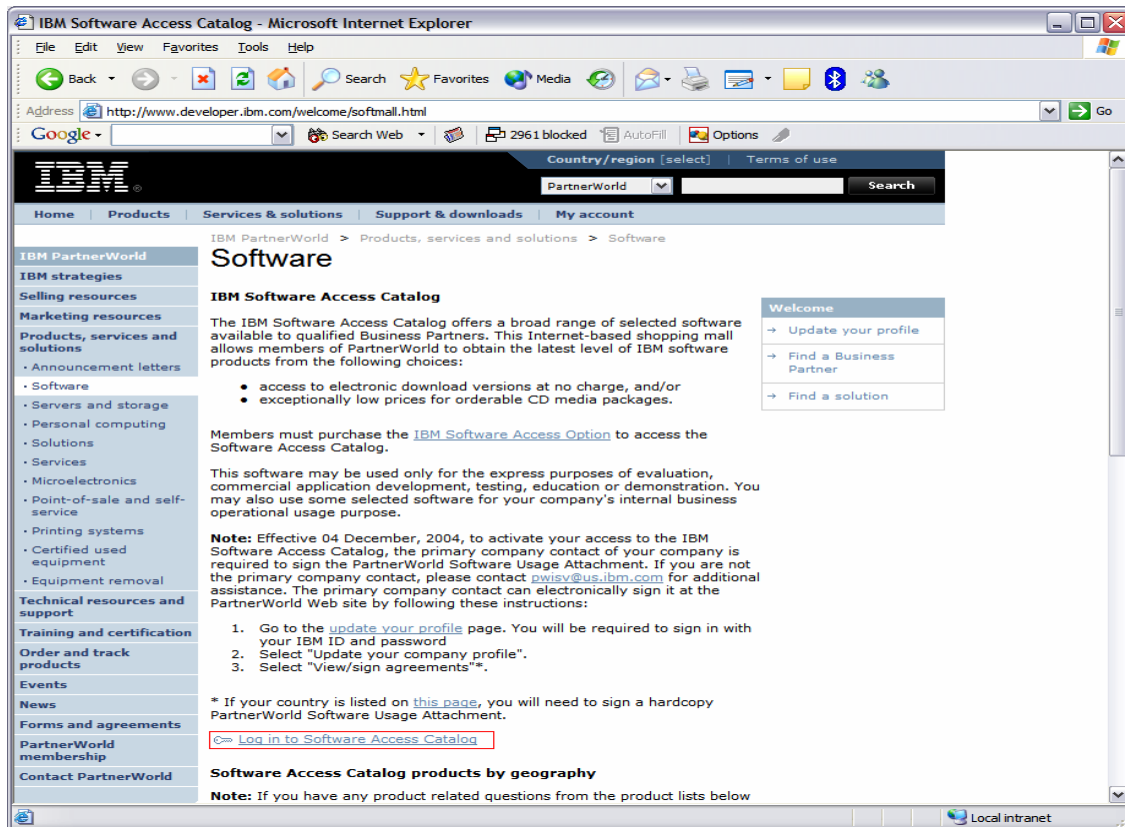 IBM Software Access Catalog - Microsoft Internet Explorer
File Edit View Favorites Tools Help
Back Search Favorites Media
Address http://www.developer.ibm.com/welcome/softmall.html Go
Google Search Web 2961 blocked AutoFill Options
Country/region [select] | Terms of use
IBM®
PartnerWorld Search
Home | Products | Services & solutions | Support & downloads | My account
IBM PartnerWorld > Products, services and solutions > Software
IBM PartnerWorld
IBM strategies
Selling resources
Marketing resources
Products, services and
solutions
· Announcement letters
· Software
· Servers and storage
· Personal computing
· Solutions
· Services
· Microelectronics
· Point-of-sale and self-
service
· Printing systems
· Certified used
equipment
· Equipment removal
Technical resources and
support
Training and certification
Order and track
products
Events
News
Forms and agreements
PartnerWorld
membership
Contact PartnerWorld
Software
IBM Software Access Catalog
The IBM Software Access Catalog offers a broad range of selected software
available to qualified Business Partners. This Internet-based shopping mall
allows members of PartnerWorld to obtain the latest level of IBM software
products from the following choices:
• access to electronic download versions at no charge, and/or
• exceptionally low prices for orderable CD media packages.
Members must purchase the IBM Software Access Option to access the
Software Access Catalog.
This software may be used only for the express purposes of evaluation,
commercial application development, testing, education or demonstration. You
may also use some selected software for your company's internal business
operational usage purpose.
Note: Effective 04 December, 2004, to activate your access to the IBM
Software Access Catalog, the primary company contact of your company is
required to sign the PartnerWorld Software Usage Attachment. If you are not
the primary company contact, please contact pwisv@us.ibm.com for additional
assistance. The primary company contact can electronically sign it at the
PartnerWorld Web site by following these instructions:
1. Go to the update your profile page. You will be required to sign in with
your IBM ID and password
2. Select "Update your company profile".
3. Select "View/sign agreements"*.
* If your country is listed on this page, you will need to sign a hardcopy
PartnerWorld Software Usage Attachment.
Log in to Software Access Catalog
Software Access Catalog products by geography
Note: If you have any product related questions from the product lists below
Welcome
→ Update your profile
→ Find a Business
Partner
→ Find a solution
Local intranet